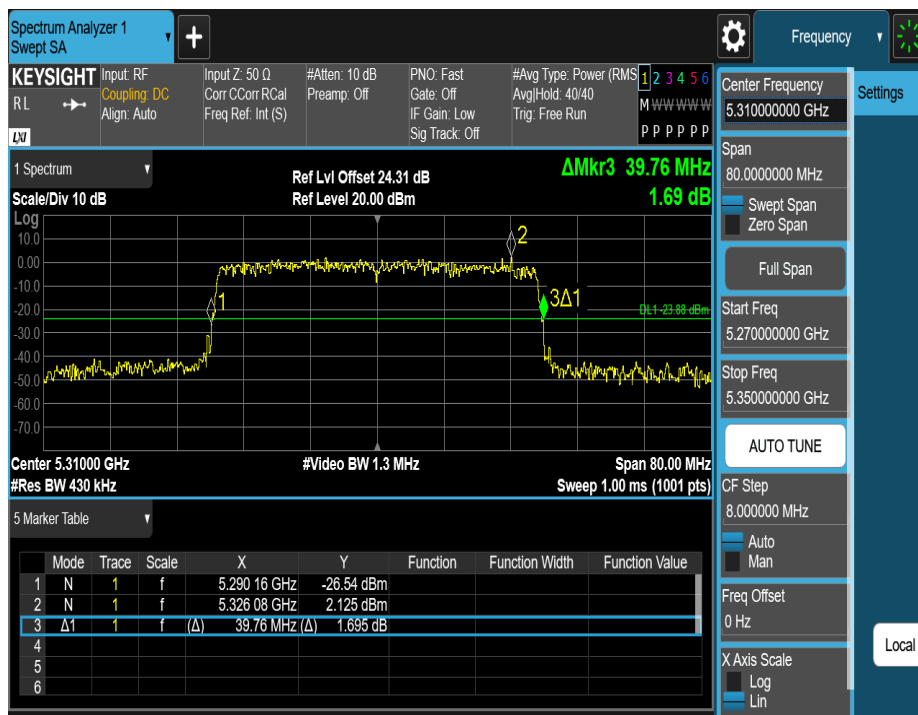 Spectrum Analyzer 1
Swept SA
+
Frequency
KEYSIGHT
RL
LXI
Input: RF
Coupling: DC
Align: Auto
Input Z: 50 Ω
Corr CCorr RCal
Freq Ref: Int (S)
#Atten: 10 dB
Preamp: Off
PNO: Fast
Gate: Off
IF Gain: Low
Sig Track: Off
#Avg Type: Power (RMS
Avg|Hold: 40/40
Trig: Free Run
1 2 3 4 5 6
M W W W W W
P P P P P P
Center Frequency
5.310000000 GHz
Settings
1 Spectrum
Scale/Div 10 dB
Ref Lvl Offset 24.31 dB
Ref Level 20.00 dBm
ΔMkr3 39.76 MHz
1.69 dB
Log
10.0
0.00
-10.0
-20.0
-30.0
-40.0
-50.0
-60.0
-70.0
1
2
3Δ1
DL1 -23.88 dBm
Center 5.31000 GHz
#Video BW 1.3 MHz
Span 80.00 MHz
#Res BW 430 kHz
Sweep 1.00 ms (1001 pts)
Span
80.0000000 MHz
Swept Span
Zero Span
Full Span
Start Freq
5.270000000 GHz
Stop Freq
5.350000000 GHz
AUTO TUNE
CF Step
8.000000 MHz
Auto
Man
Freq Offset
0 Hz
X Axis Scale
Log
Lin
Local
5 Marker Table
Mode Trace Scale X Y Function Function Width Function Value
1 N 1 f 5.290 16 GHz -26.54 dBm
2 N 1 f 5.326 08 GHz 2.125 dBm
3 Δ1 1 f (Δ) 39.76 MHz (Δ) 1.695 dB
4
5
6